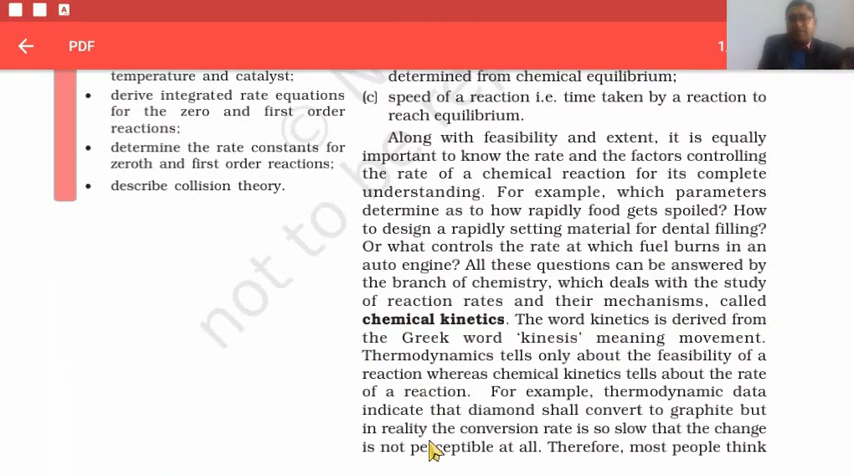 PDF
1
temperature and catalyst;
• derive integrated rate equations
for the zero and first order
reactions;
• determine the rate constants for
zeroth and first order reactions;
• describe collision theory.
determined from chemical equilibrium;
(c) speed of a reaction i.e. time taken by a reaction to
reach equilibrium.
Along with feasibility and extent, it is equally
important to know the rate and the factors controlling
the rate of a chemical reaction for its complete
understanding. For example, which parameters
determine as to how rapidly food gets spoiled? How
to design a rapidly setting material for dental filling?
Or what controls the rate at which fuel burns in an
auto engine? All these questions can be answered by
the branch of chemistry, which deals with the study
of reaction rates and their mechanisms, called
chemical kinetics. The word kinetics is derived from
the Greek word ‘kinesis’ meaning movement.
Thermodynamics tells only about the feasibility of a
reaction whereas chemical kinetics tells about the rate
of a reaction. For example, thermodynamic data
indicate that diamond shall convert to graphite but
in reality the conversion rate is so slow that the change
is not perceptible at all. Therefore, most people think
©
not to be re